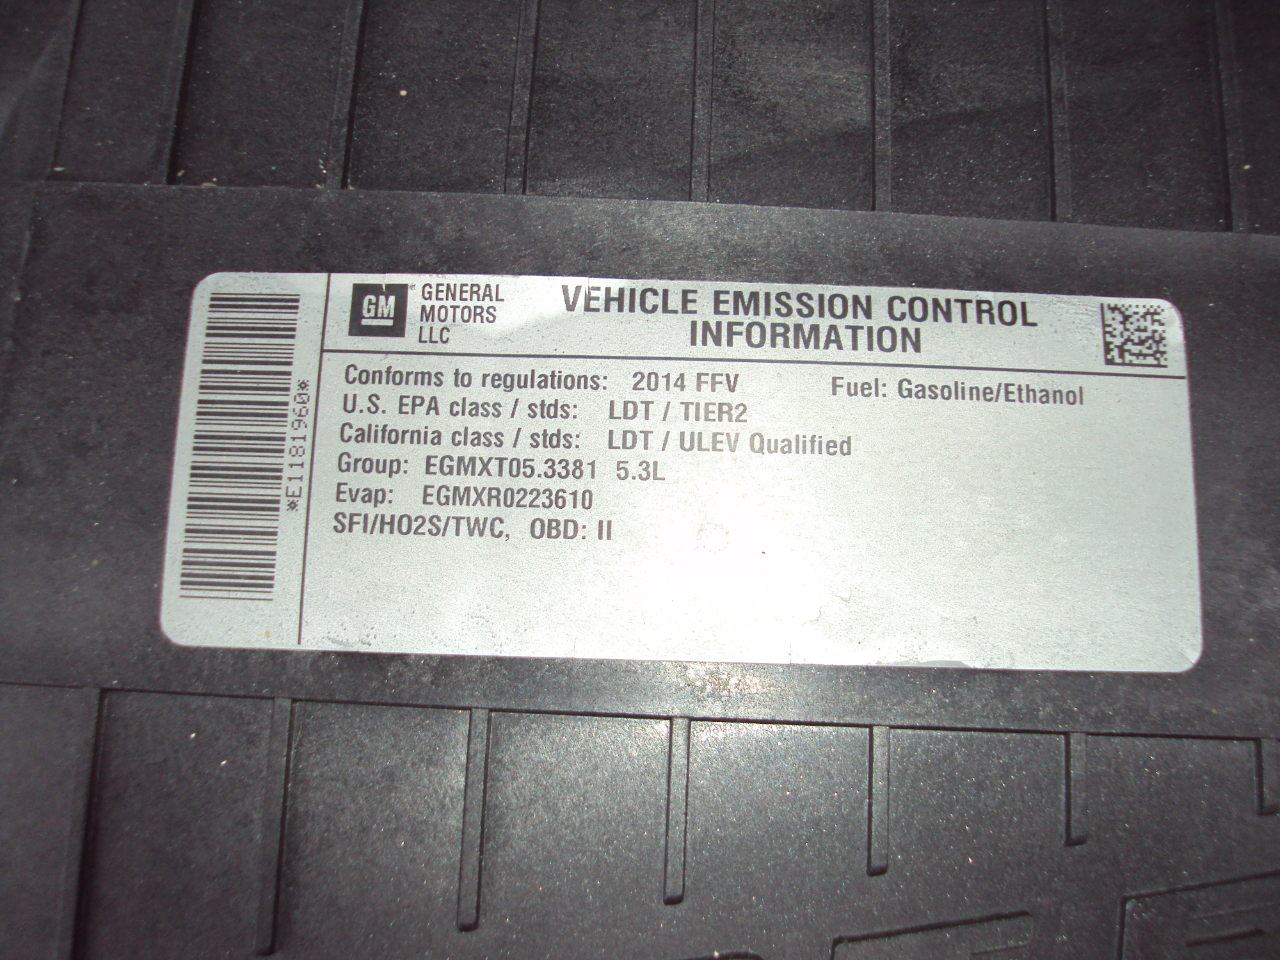 *E1181960*
GM
GENERAL
MOTORS
LLC
VEHICLE EMISSION CONTROL
INFORMATION
Conforms to regulations: 2014 FFV Fuel: Gasoline/Ethanol
U.S. EPA class / stds: LDT / TIER2
California class / stds: LDT / ULEV Qualified
Group: EGMXT05.3381 5.3L
Evap: EGMXR0223610
SFI/HO2S/TWC, OBD: II